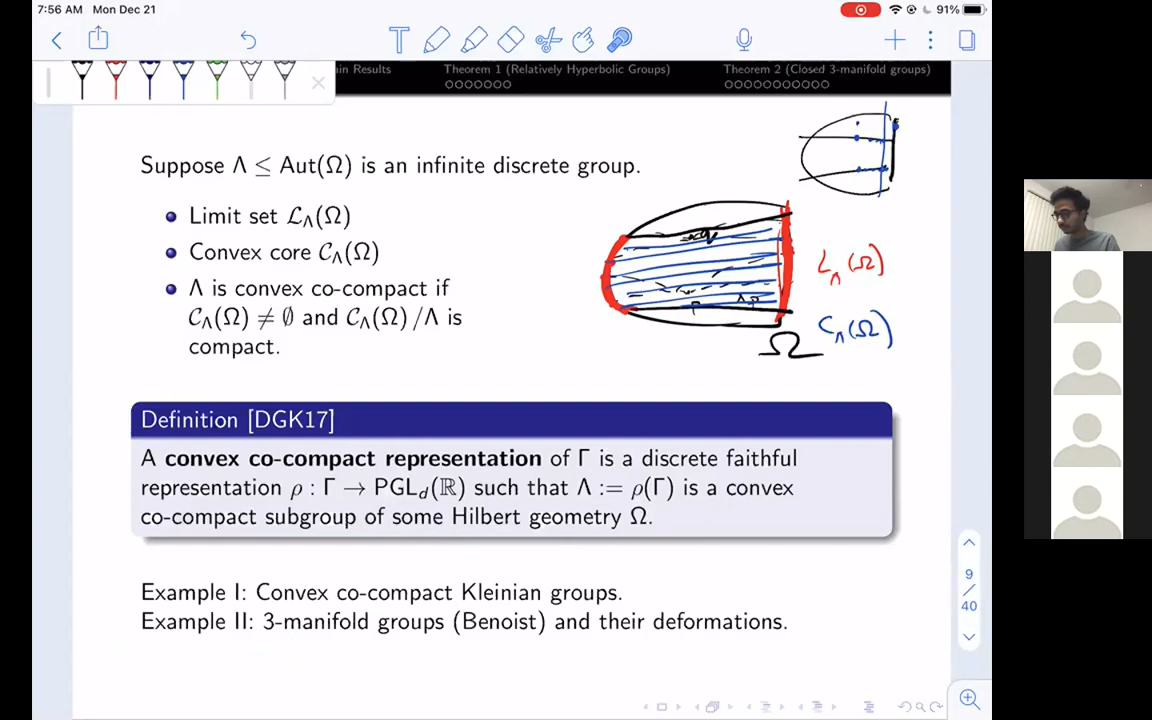 7:56 AM Mon Dec 21
91%
ain Results
Theorem 1 (Relatively Hyperbolic Groups)
Theorem 2 (Closed 3-manifold groups)
Suppose Λ ≤ Aut(Ω) is an infinite discrete group.
Limit set ℒ_Λ(Ω)
Convex core 𝒞_Λ(Ω)
Λ is convex co-compact if
𝒞_Λ(Ω) ≠ ∅ and 𝒞_Λ(Ω)/Λ is
compact.
L_Λ(Ω)
C_Λ(Ω)
Ω
Definition [DGK17]
A convex co-compact representation of Γ is a discrete faithful
representation ρ : Γ → PGL_d(ℝ) such that Λ := ρ(Γ) is a convex
co-compact subgroup of some Hilbert geometry Ω.
Example I: Convex co-compact Kleinian groups.
Example II: 3-manifold groups (Benoist) and their deformations.
9
/
40